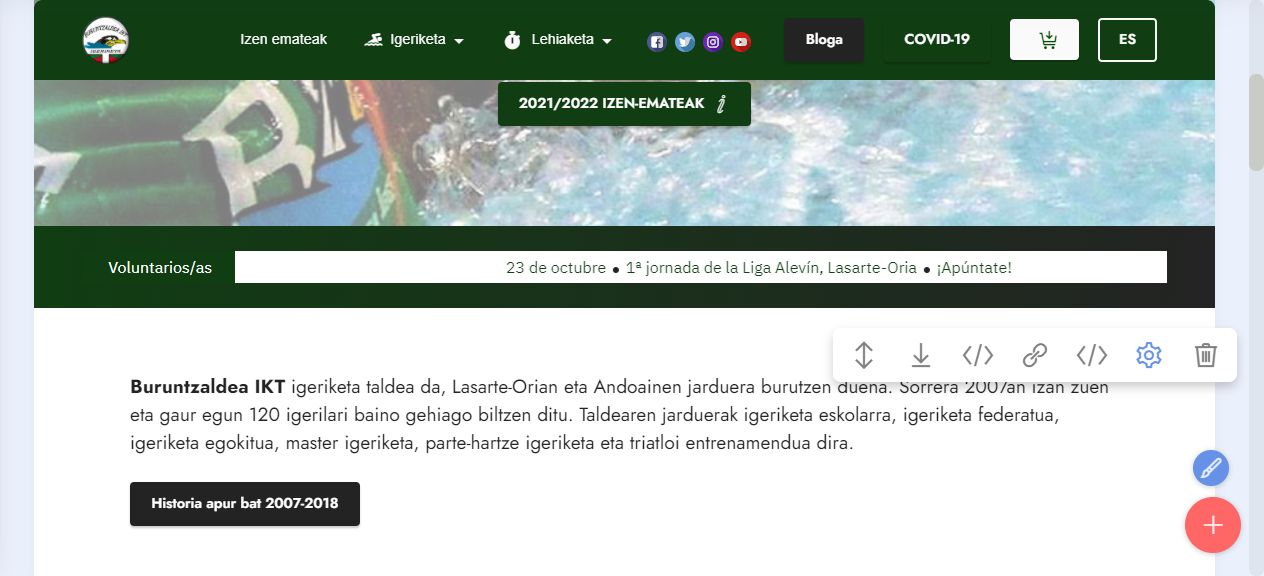 Izen emateak
Igeriketa
Lehiaketa
Bloga
COVID-19
ES
2021/2022 IZEN-EMATEAK i
Voluntarios/as
23 de octubre ● 1ª jornada de la Liga Alevín, Lasarte-Oria ● ¡Apúntate!
Buruntzaldea IKT igeriketa taldea da, Lasarte-Orian eta Andoainen jarduera burutzen duena. Sorrera 2007an izan zuen
eta gaur egun 120 igerilari baino gehiago biltzen ditu. Taldearen jarduerak igeriketa eskolarra, igeriketa federatua,
igeriketa egokitua, master igeriketa, parte-hartze igeriketa eta triatloi entrenamendua dira.
Historia apur bat 2007-2018